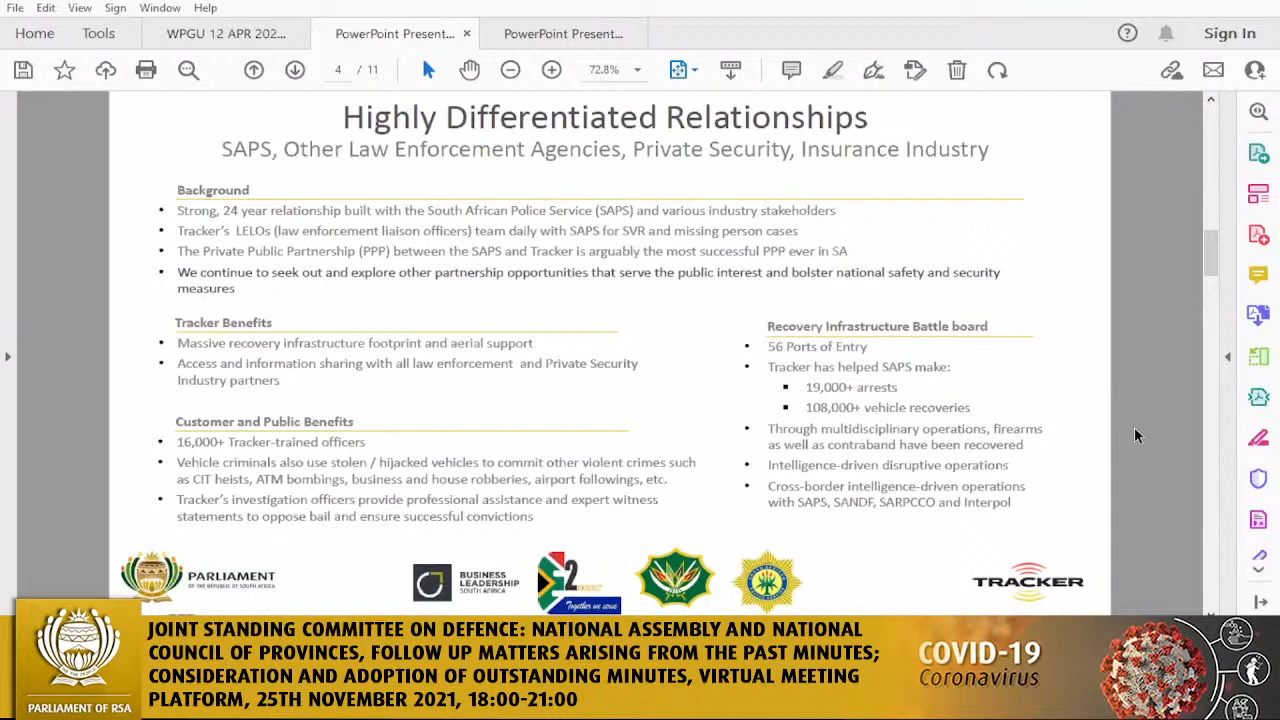 File Edit View Sign Window Help
Home Tools WPGU 12 APR 202... PowerPoint Present... × PowerPoint Present... Sign In
4 / 11 72.8%
Highly Differentiated Relationships
SAPS, Other Law Enforcement Agencies, Private Security, Insurance Industry
Background
• Strong, 24 year relationship built with the South African Police Service (SAPS) and various industry stakeholders
• Tracker's LELOs (law enforcement liaison officers) team daily with SAPS for SVR and missing person cases
• The Private Public Partnership (PPP) between the SAPS and Tracker is arguably the most successful PPP ever in SA
• We continue to seek out and explore other partnership opportunities that serve the public interest and bolster national safety and security
measures
Tracker Benefits
• Massive recovery infrastructure footprint and aerial support
• Access and information sharing with all law enforcement and Private Security
Industry partners
Customer and Public Benefits
• 16,000+ Tracker-trained officers
• Vehicle criminals also use stolen / hijacked vehicles to commit other violent crimes such
as CIT heists, ATM bombings, business and house robberies, airport followings, etc.
• Tracker's investigation officers provide professional assistance and expert witness
statements to oppose bail and ensure successful convictions
Recovery Infrastructure Battle board
• 56 Ports of Entry
• Tracker has helped SAPS make:
▪ 19,000+ arrests
▪ 108,000+ vehicle recoveries
• Through multidisciplinary operations, firearms
as well as contraband have been recovered
• Intelligence-driven disruptive operations
• Cross-border intelligence-driven operations
with SAPS, SANDF, SARPCCO and Interpol
PARLIAMENT
OF THE REPUBLIC OF SOUTH AFRICA
BUSINESS
LEADERSHIP
SOUTH AFRICA
2
Together we serve
TRACKER
PARLIAMENT OF RSA
JOINT STANDING COMMITTEE ON DEFENCE: NATIONAL ASSEMBLY AND NATIONAL
COUNCIL OF PROVINCES, FOLLOW UP MATTERS ARISING FROM THE PAST MINUTES;
CONSIDERATION AND ADOPTION OF OUTSTANDING MINUTES, VIRTUAL MEETING
PLATFORM, 25TH NOVEMBER 2021, 18:00-21:00
COVID-19
Coronavirus